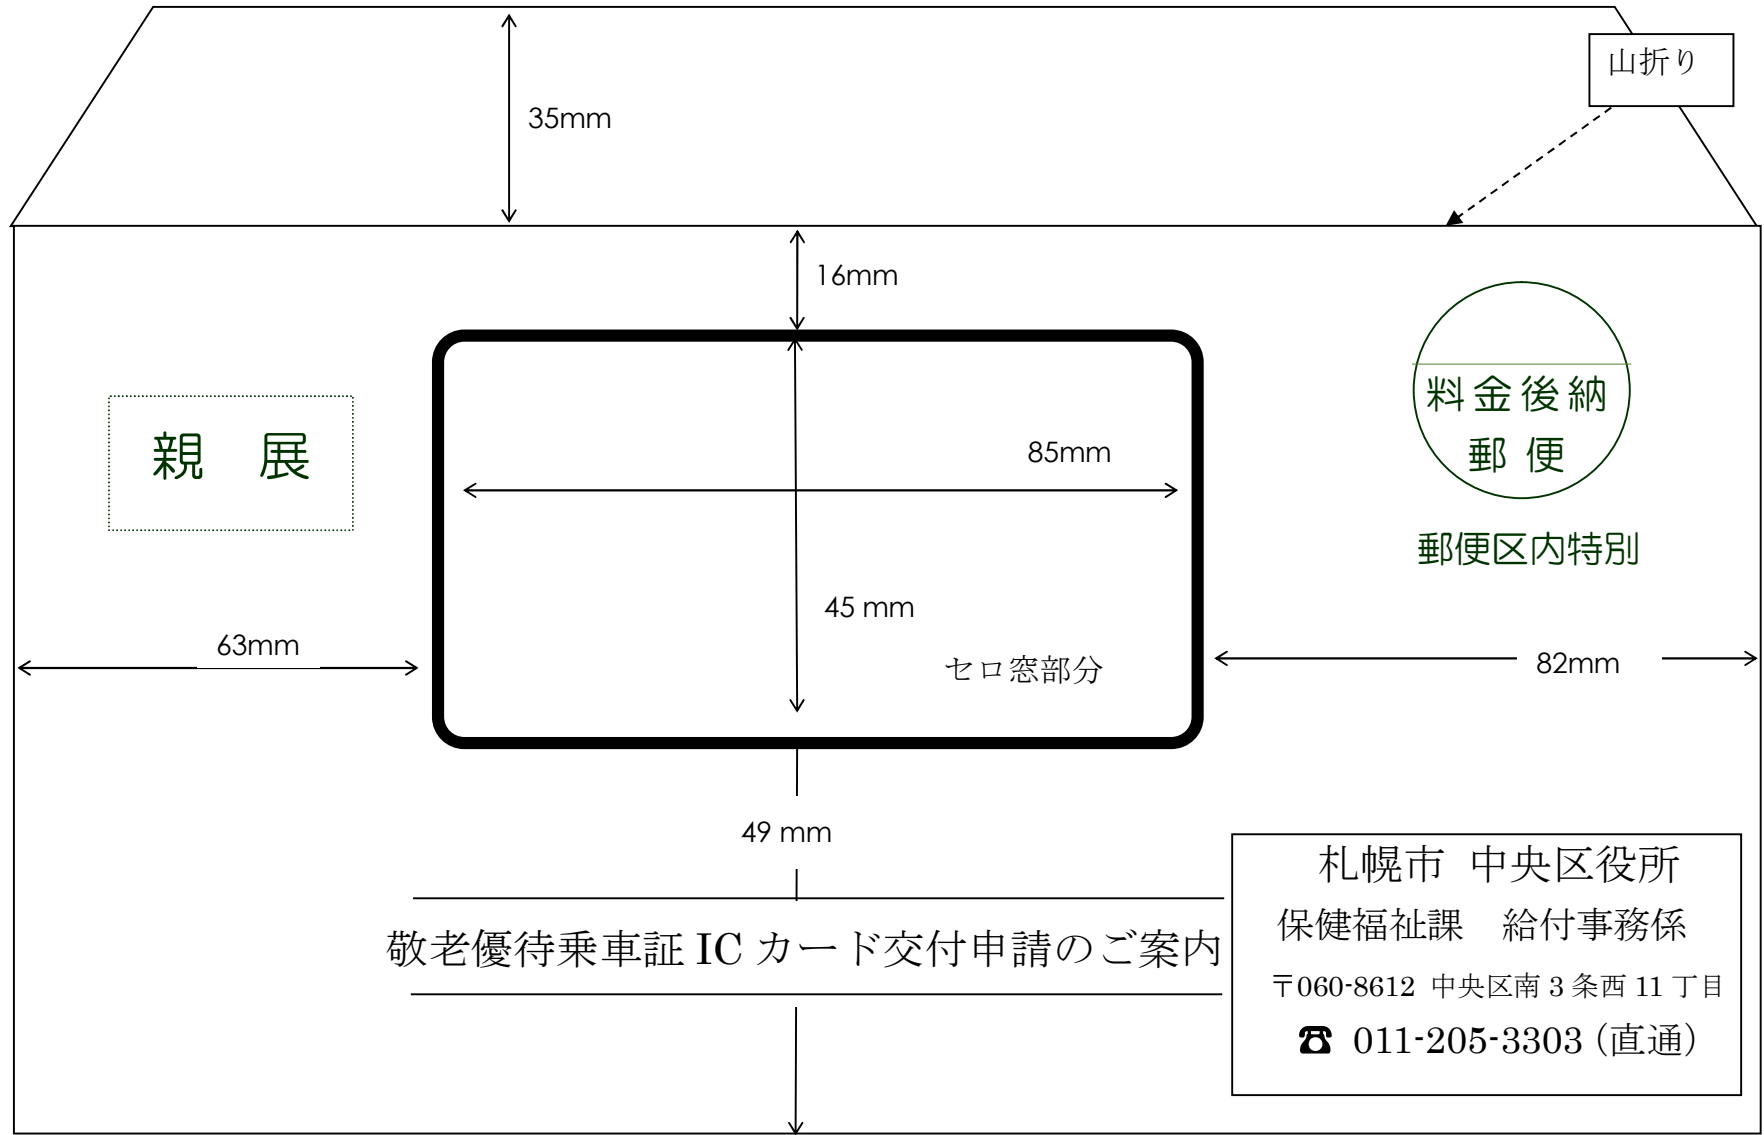 山折り
35mm
16mm
料金後納
郵 便
郵便区内特別
親　展
85mm
45 mm
セロ窓部分
63mm
82mm
49 mm
敬老優待乗車証 IC カード交付申請のご案内
札幌市 中央区役所
保健福祉課　給付事務係
〒060-8612 中央区南 3 条西 11 丁目
☎ 011-205-3303 (直通)